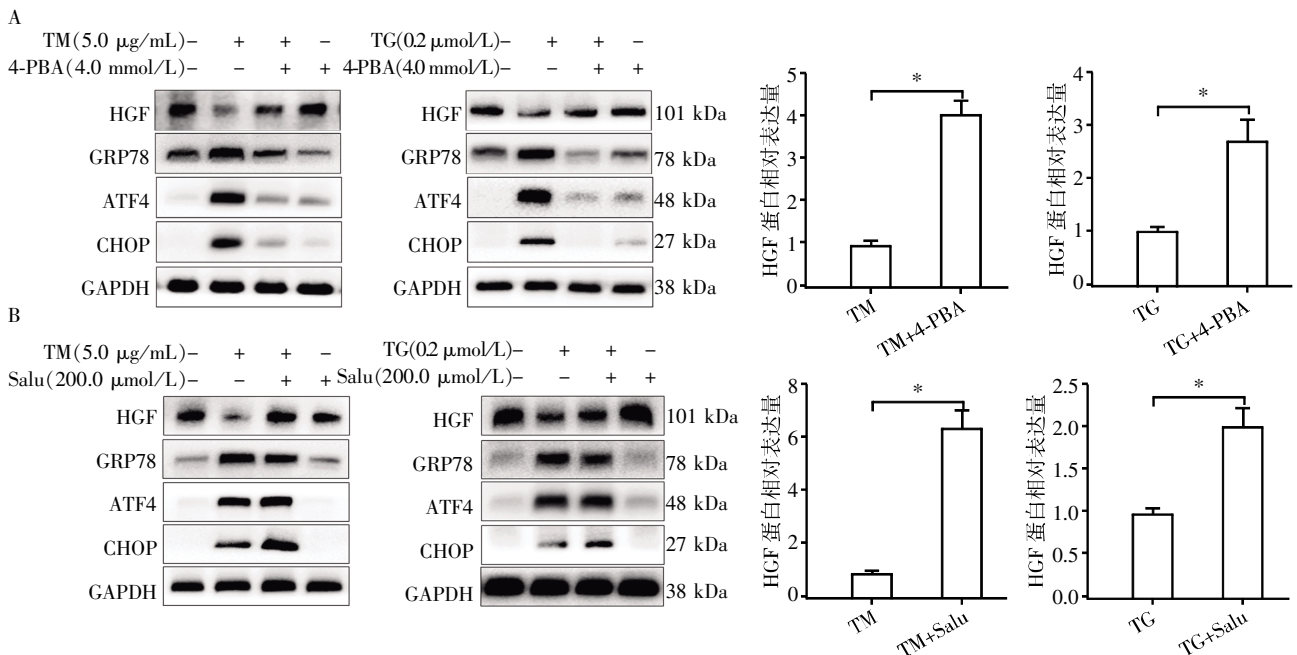 A
TM(5.0 μg/mL)− + + −
4-PBA(4.0 mmol/L)− − + +
HGF
GRP78
ATF4
CHOP
GAPDH
TG(0.2 μmol/L)− + + −
4-PBA(4.0 mmol/L)− − + +
HGF 101 kDa
GRP78 78 kDa
ATF4 48 kDa
CHOP 27 kDa
GAPDH 38 kDa
HGF 蛋白相对表达量
5
4
3
2
1
0
*
TM
TM+4-PBA
HGF 蛋白相对表达量
4
3
2
1
0
*
TG
TG+4-PBA
B
TM(5.0 μg/mL)− + + −
Salu(200.0 μmol/L)− − + +
HGF
GRP78
ATF4
CHOP
GAPDH
TG(0.2 μmol/L)− + + −
Salu(200.0 μmol/L)− − + +
HGF 101 kDa
GRP78 78 kDa
ATF4 48 kDa
CHOP 27 kDa
GAPDH 38 kDa
HGF 蛋白相对表达量
8
6
4
2
0
*
TM
TM+Salu
HGF 蛋白相对表达量
2.5
2.0
1.5
1.0
0.5
0.0
*
TG
TG+Salu